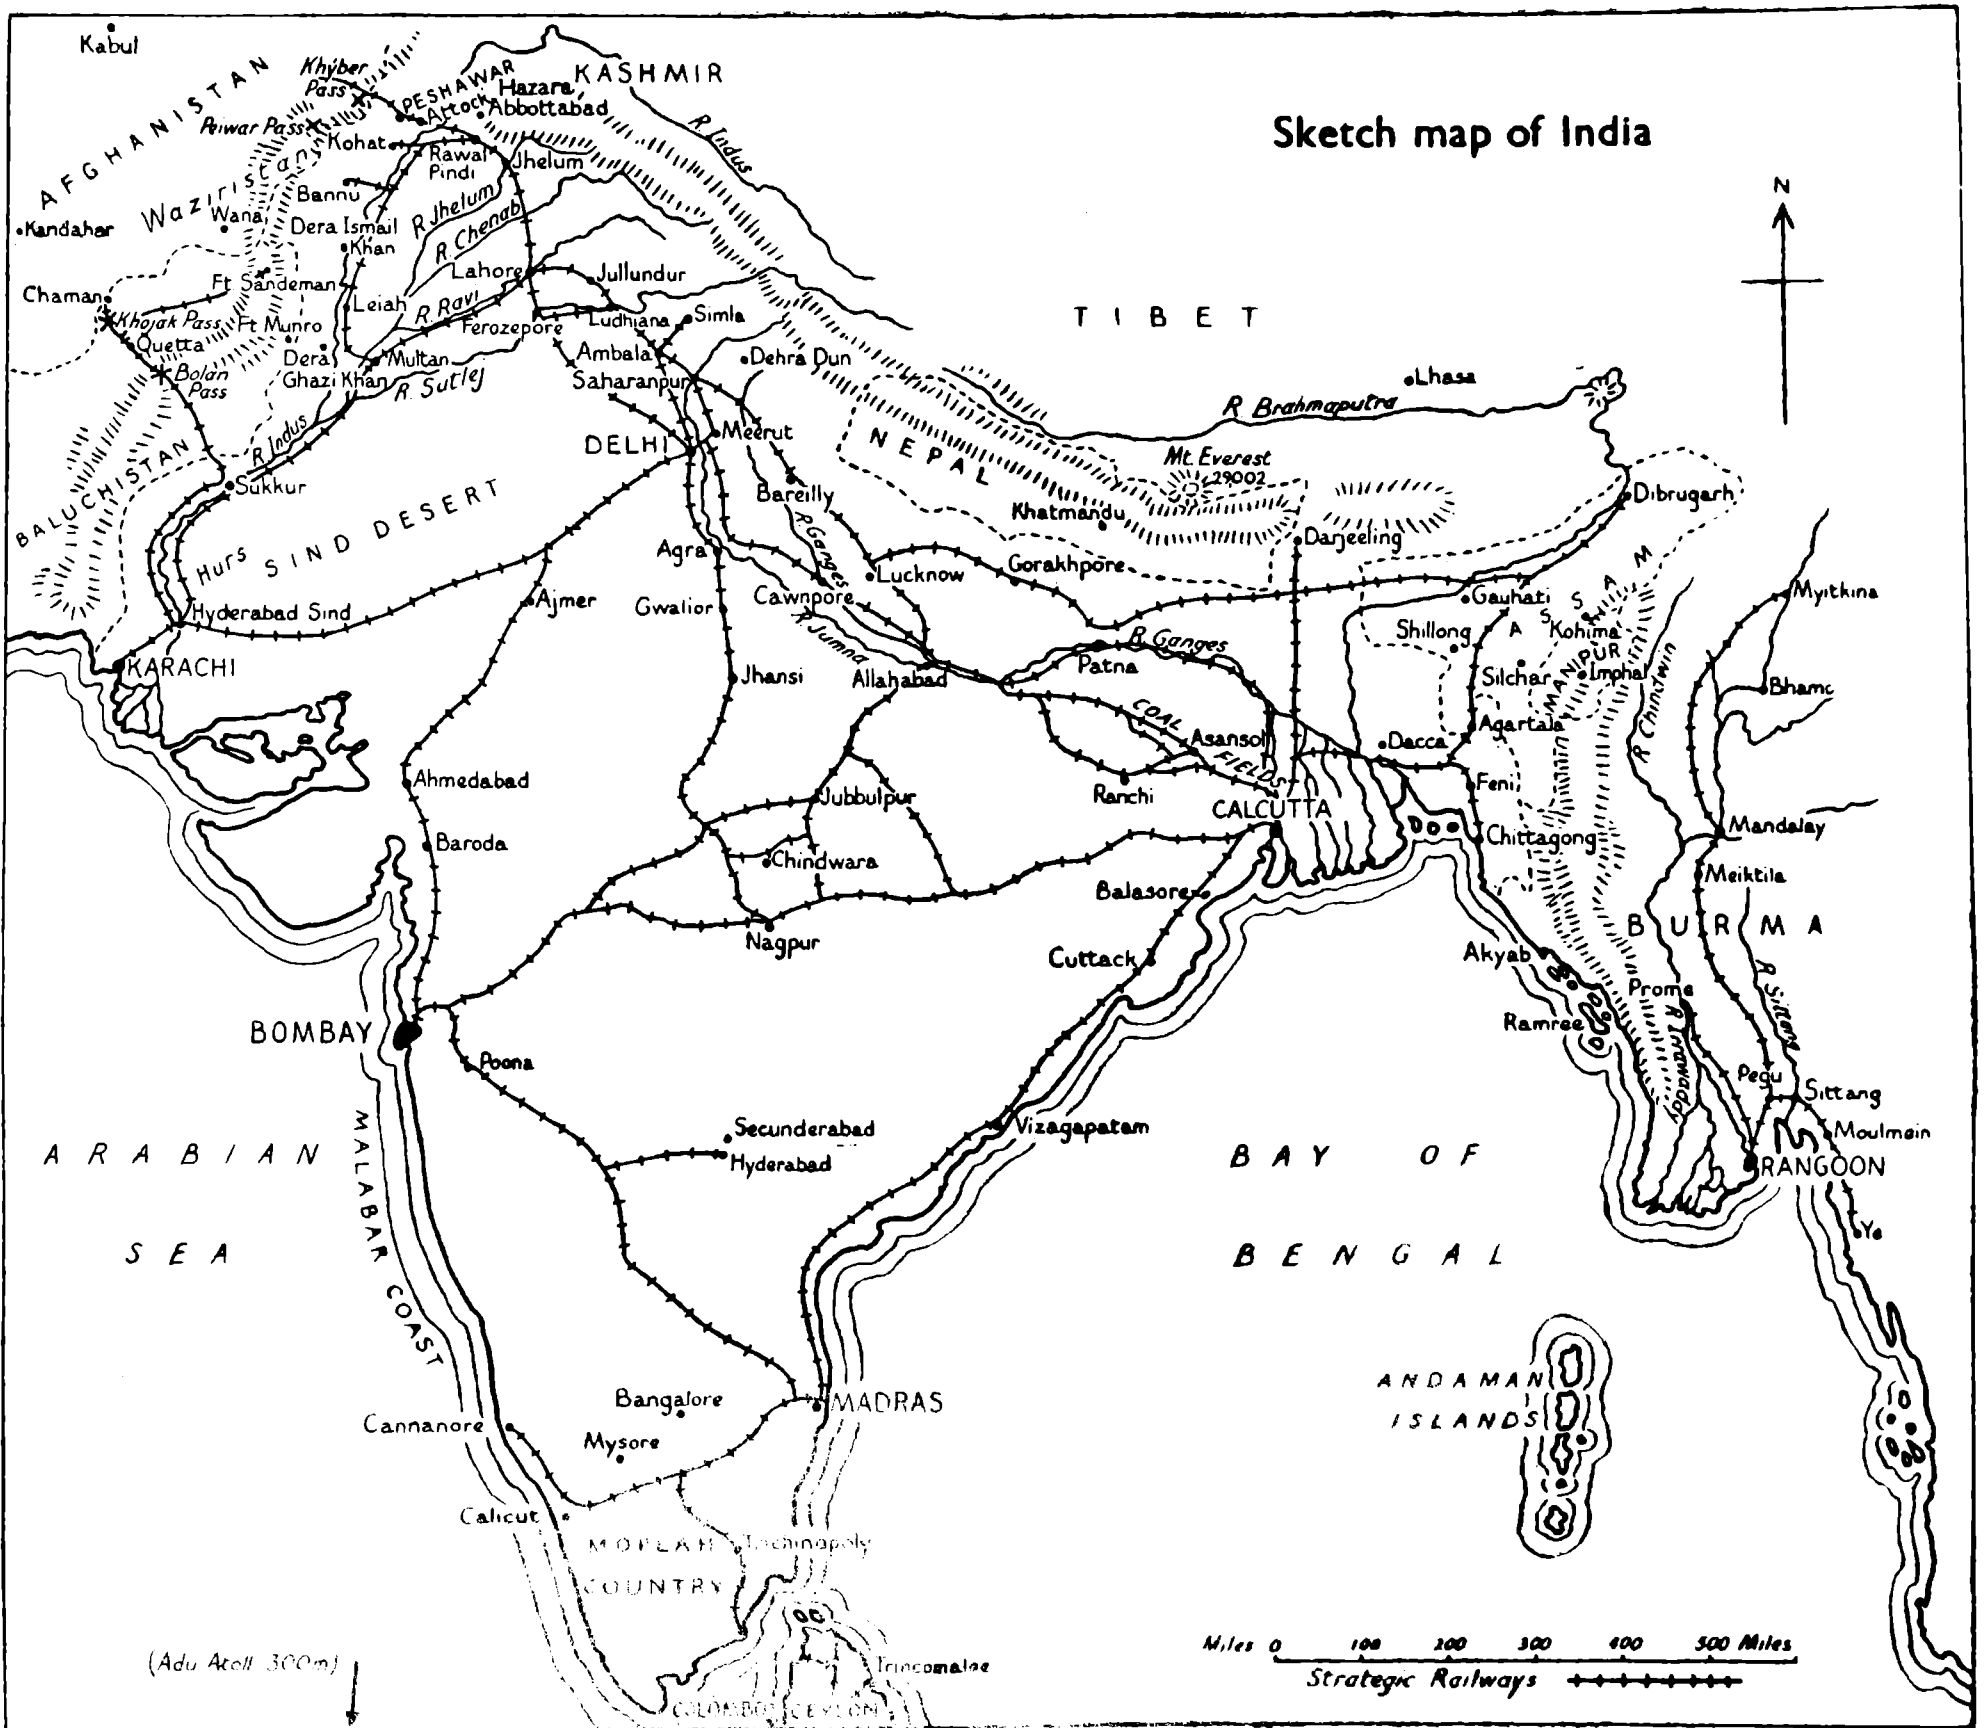 Sketch map of India
N
Kabul
AFGHANISTAN
Khyber
Pass
PESHAWAR
Attock
Hazara
Abbottabad
KASHMIR
R. Indus
Peiwar Pass
Kohat
Rawal
Pindi
Jhelum
Waziristan
Bannu
R. Jhelum
Wana
R. Chenab
Kandahar
Dera Ismail
Khan
Lahore
Jullundur
Ft Sandeman
Chaman
Leiah
R. Ravi
Khojak Pass
Ft Munro
Ferozepore
Ludhiana
Simla
TIBET
Quetta
Dera
Ghazi Khan
Multan
Ambala
Dehra Dun
Bolan
Pass
R. Sutlej
Saharanpur
Lhasa
R Brahmaputra
R. Indus
DELHI
Meerut
NEPAL
Mt. Everest
29002
BALUCHISTAN
Sukkur
Bareilly
Khatmandu
Dibrugarh
SIND DESERT
Hurs
R. Ganges
Darjeeling
Agra
Lucknow
Gorakhpore
ASSAM
Hyderabad Sind
Ajmer
Gwalior
Cawnpore
Gauhati
Myitkina
R. Jumna
R. Ganges
Shillong
Kohima
KARACHI
Jhansi
Allahabad
Patna
Silchar
MANIPUR
Imphal
R Chindwin
Bhamo
COAL
FIELDS
Asansol
Dacca
Agartala
Ahmedabad
Jubbulpur
Ranchi
Feni
CALCUTTA
Baroda
Chindwara
Chittagong
Mandalay
Balasore
Meiktila
Nagpur
BURMA
Cuttack
Akyab
R Sittang
Prome
BOMBAY
Ramree
R Irrawaddy
Poona
Pegu
Sittang
Secunderabad
Vizagapatam
Moulmein
ARABIAN
SEA
MALABAR COAST
Hyderabad
BAY OF
BENGAL
RANGOON
Ye
ANDAMAN
ISLANDS
Bangalore
MADRAS
Cannanore
Mysore
Calicut
MOPLAH
COUNTRY
Trichinopoly
(Adu Atoll 300m)
Trincomalee
COLOMBO
CEYLON
Miles 0 100 200 300 400 500 Miles
Strategic Railways